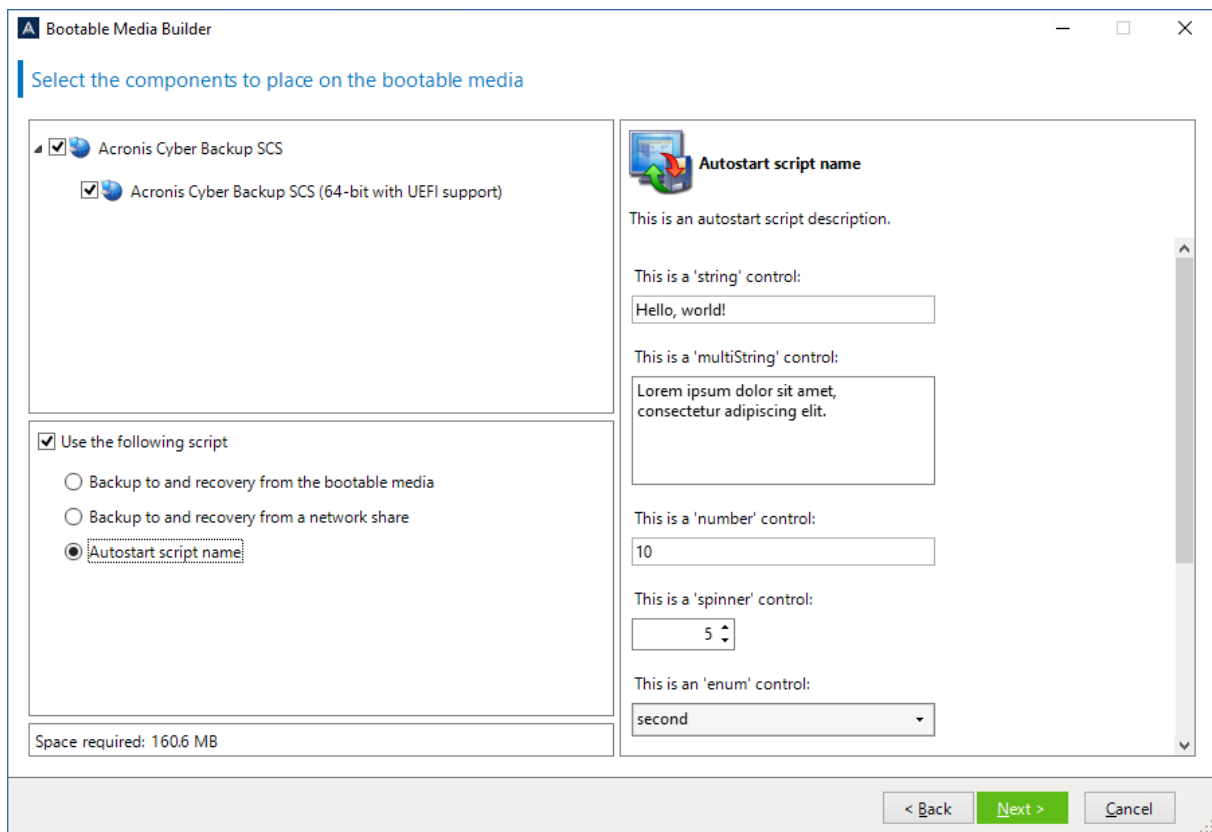 Bootable Media Builder
Select the components to place on the bootable media
Acronis Cyber Backup SCS
Acronis Cyber Backup SCS (64-bit with UEFI support)
Use the following script
Backup to and recovery from the bootable media
Backup to and recovery from a network share
Autostart script name
Space required: 160.6 MB
Autostart script name
This is an autostart script description.
This is a 'string' control:
Hello, world!
This is a 'multiString' control:
Lorem ipsum dolor sit amet,
consectetur adipiscing elit.
This is a 'number' control:
10
This is a 'spinner' control:
5
This is an 'enum' control:
second
< Back
Next >
Cancel